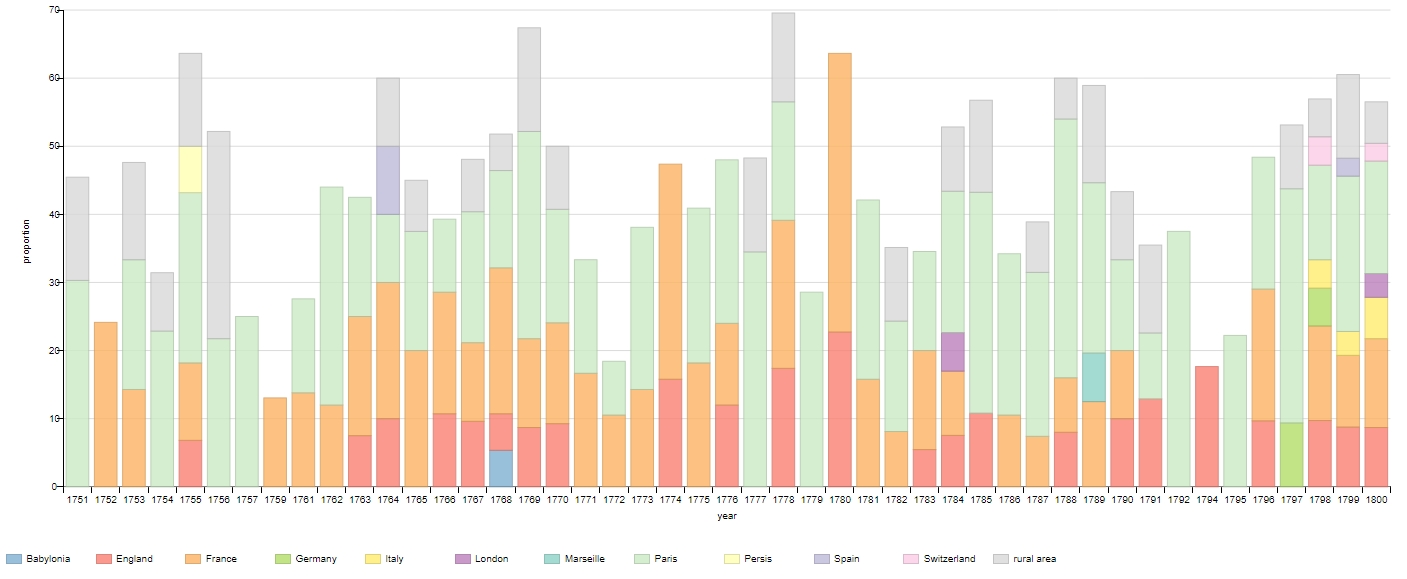 70
60
50
40
30
20
10
0
proportion
1751 1752 1753 1754 1755 1756 1757 1759 1761 1762 1763 1764 1765 1766 1767 1768 1769 1770 1771 1772 1773 1774 1775 1776 1777 1778 1779 1780 1781 1782 1783 1784 1785 1786 1787 1788 1789 1790 1791 1792 1794 1795 1796 1797 1798 1799 1800
year
Babylonia England France Germany Italy London Marseille Paris Persis Spain Switzerland rural area